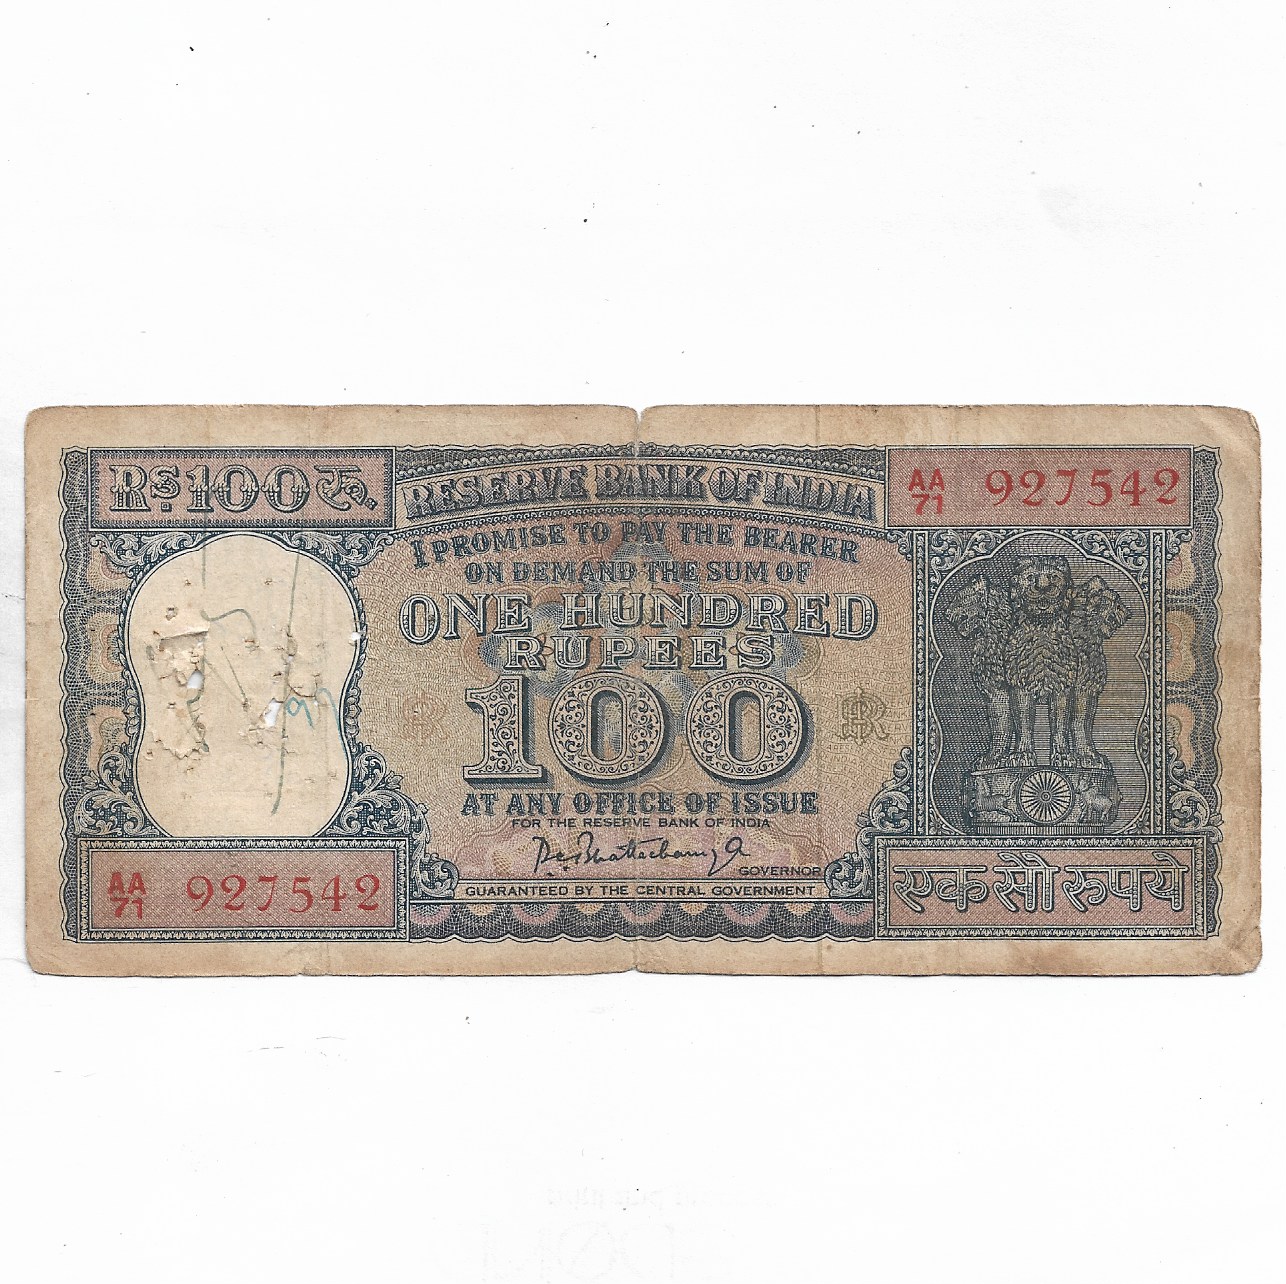 Rs. 100 रु.
RESERVE BANK OF INDIA
AA
71 927542
I PROMISE TO PAY THE BEARER
ON DEMAND THE SUM OF
ONE HUNDRED
RUPEES
100
AT ANY OFFICE OF ISSUE
FOR THE RESERVE BANK OF INDIA
GOVERNOR
GUARANTEED BY THE CENTRAL GOVERNMENT
AA
71 927542
एक सौ रुपये